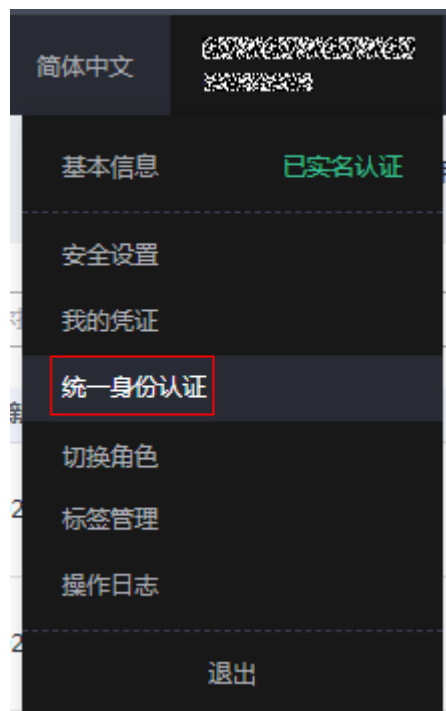 简体中文
基本信息 已实名认证
安全设置
我的凭证
统一身份认证
切换角色
标签管理
操作日志
退出